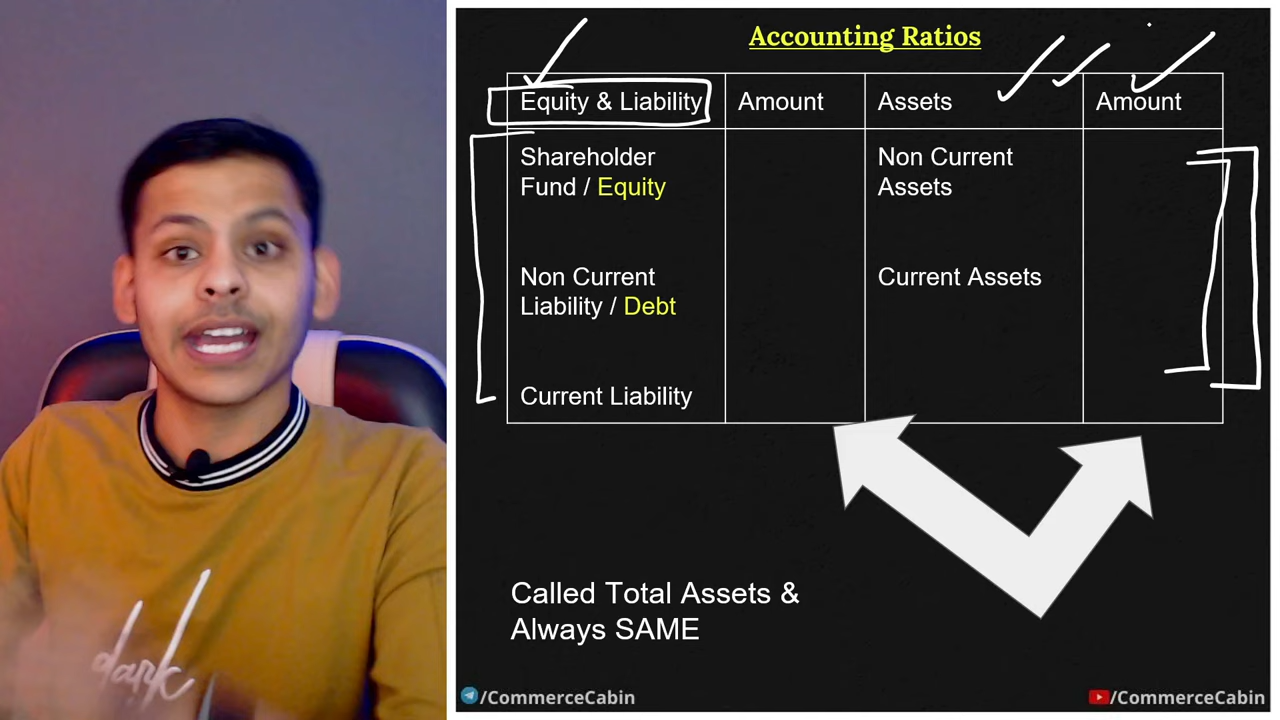 Accounting Ratios
Equity & Liability Amount Assets Amount
Shareholder
Fund / Equity
Non Current
Assets
Non Current
Liability / Debt
Current Assets
Current Liability
Called Total Assets &
Always SAME
dark
/CommerceCabin
/CommerceCabin